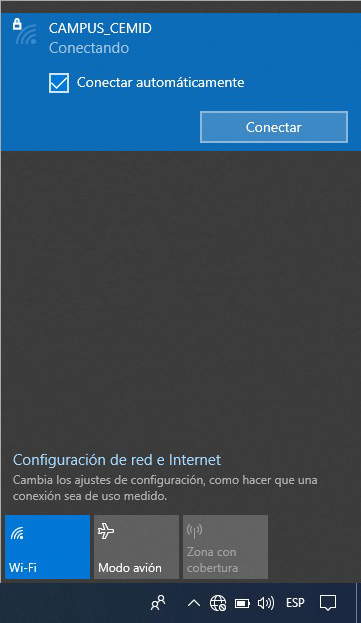 CAMPUS_CEMID
Conectando
Conectar automáticamente
Conectar
Configuración de red e Internet
Cambia los ajustes de configuración, como hacer que una
conexión sea de uso medido.
Wi-Fi
Modo avión
Zona con
cobertura
ESP